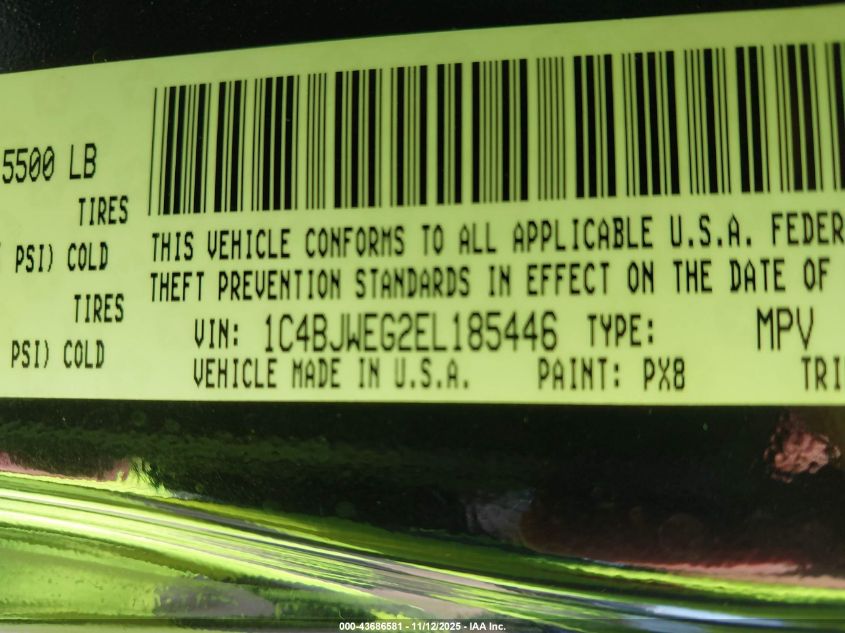 5500 LB
TIRES
PSI) COLD
TIRES
PSI) COLD
THIS VEHICLE CONFORMS TO ALL APPLICABLE U.S.A. FEDER
THEFT PREVENTION STANDARDS IN EFFECT ON THE DATE OF
VIN: 1C4BJWEG2EL185446 TYPE: MPV
VEHICLE MADE IN U.S.A. PAINT: PX8 TRI
000-43686581 - 11/12/2025 - IAA Inc.